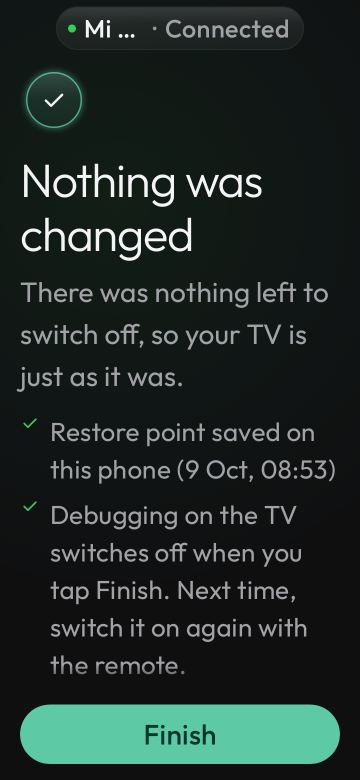 Mi ... · Connected
Nothing was
changed
There was nothing left to
switch off, so your TV is
just as it was.
Restore point saved on
this phone (9 Oct, 08:53)
Debugging on the TV
switches off when you
tap Finish. Next time,
switch it on again with
the remote.
Finish